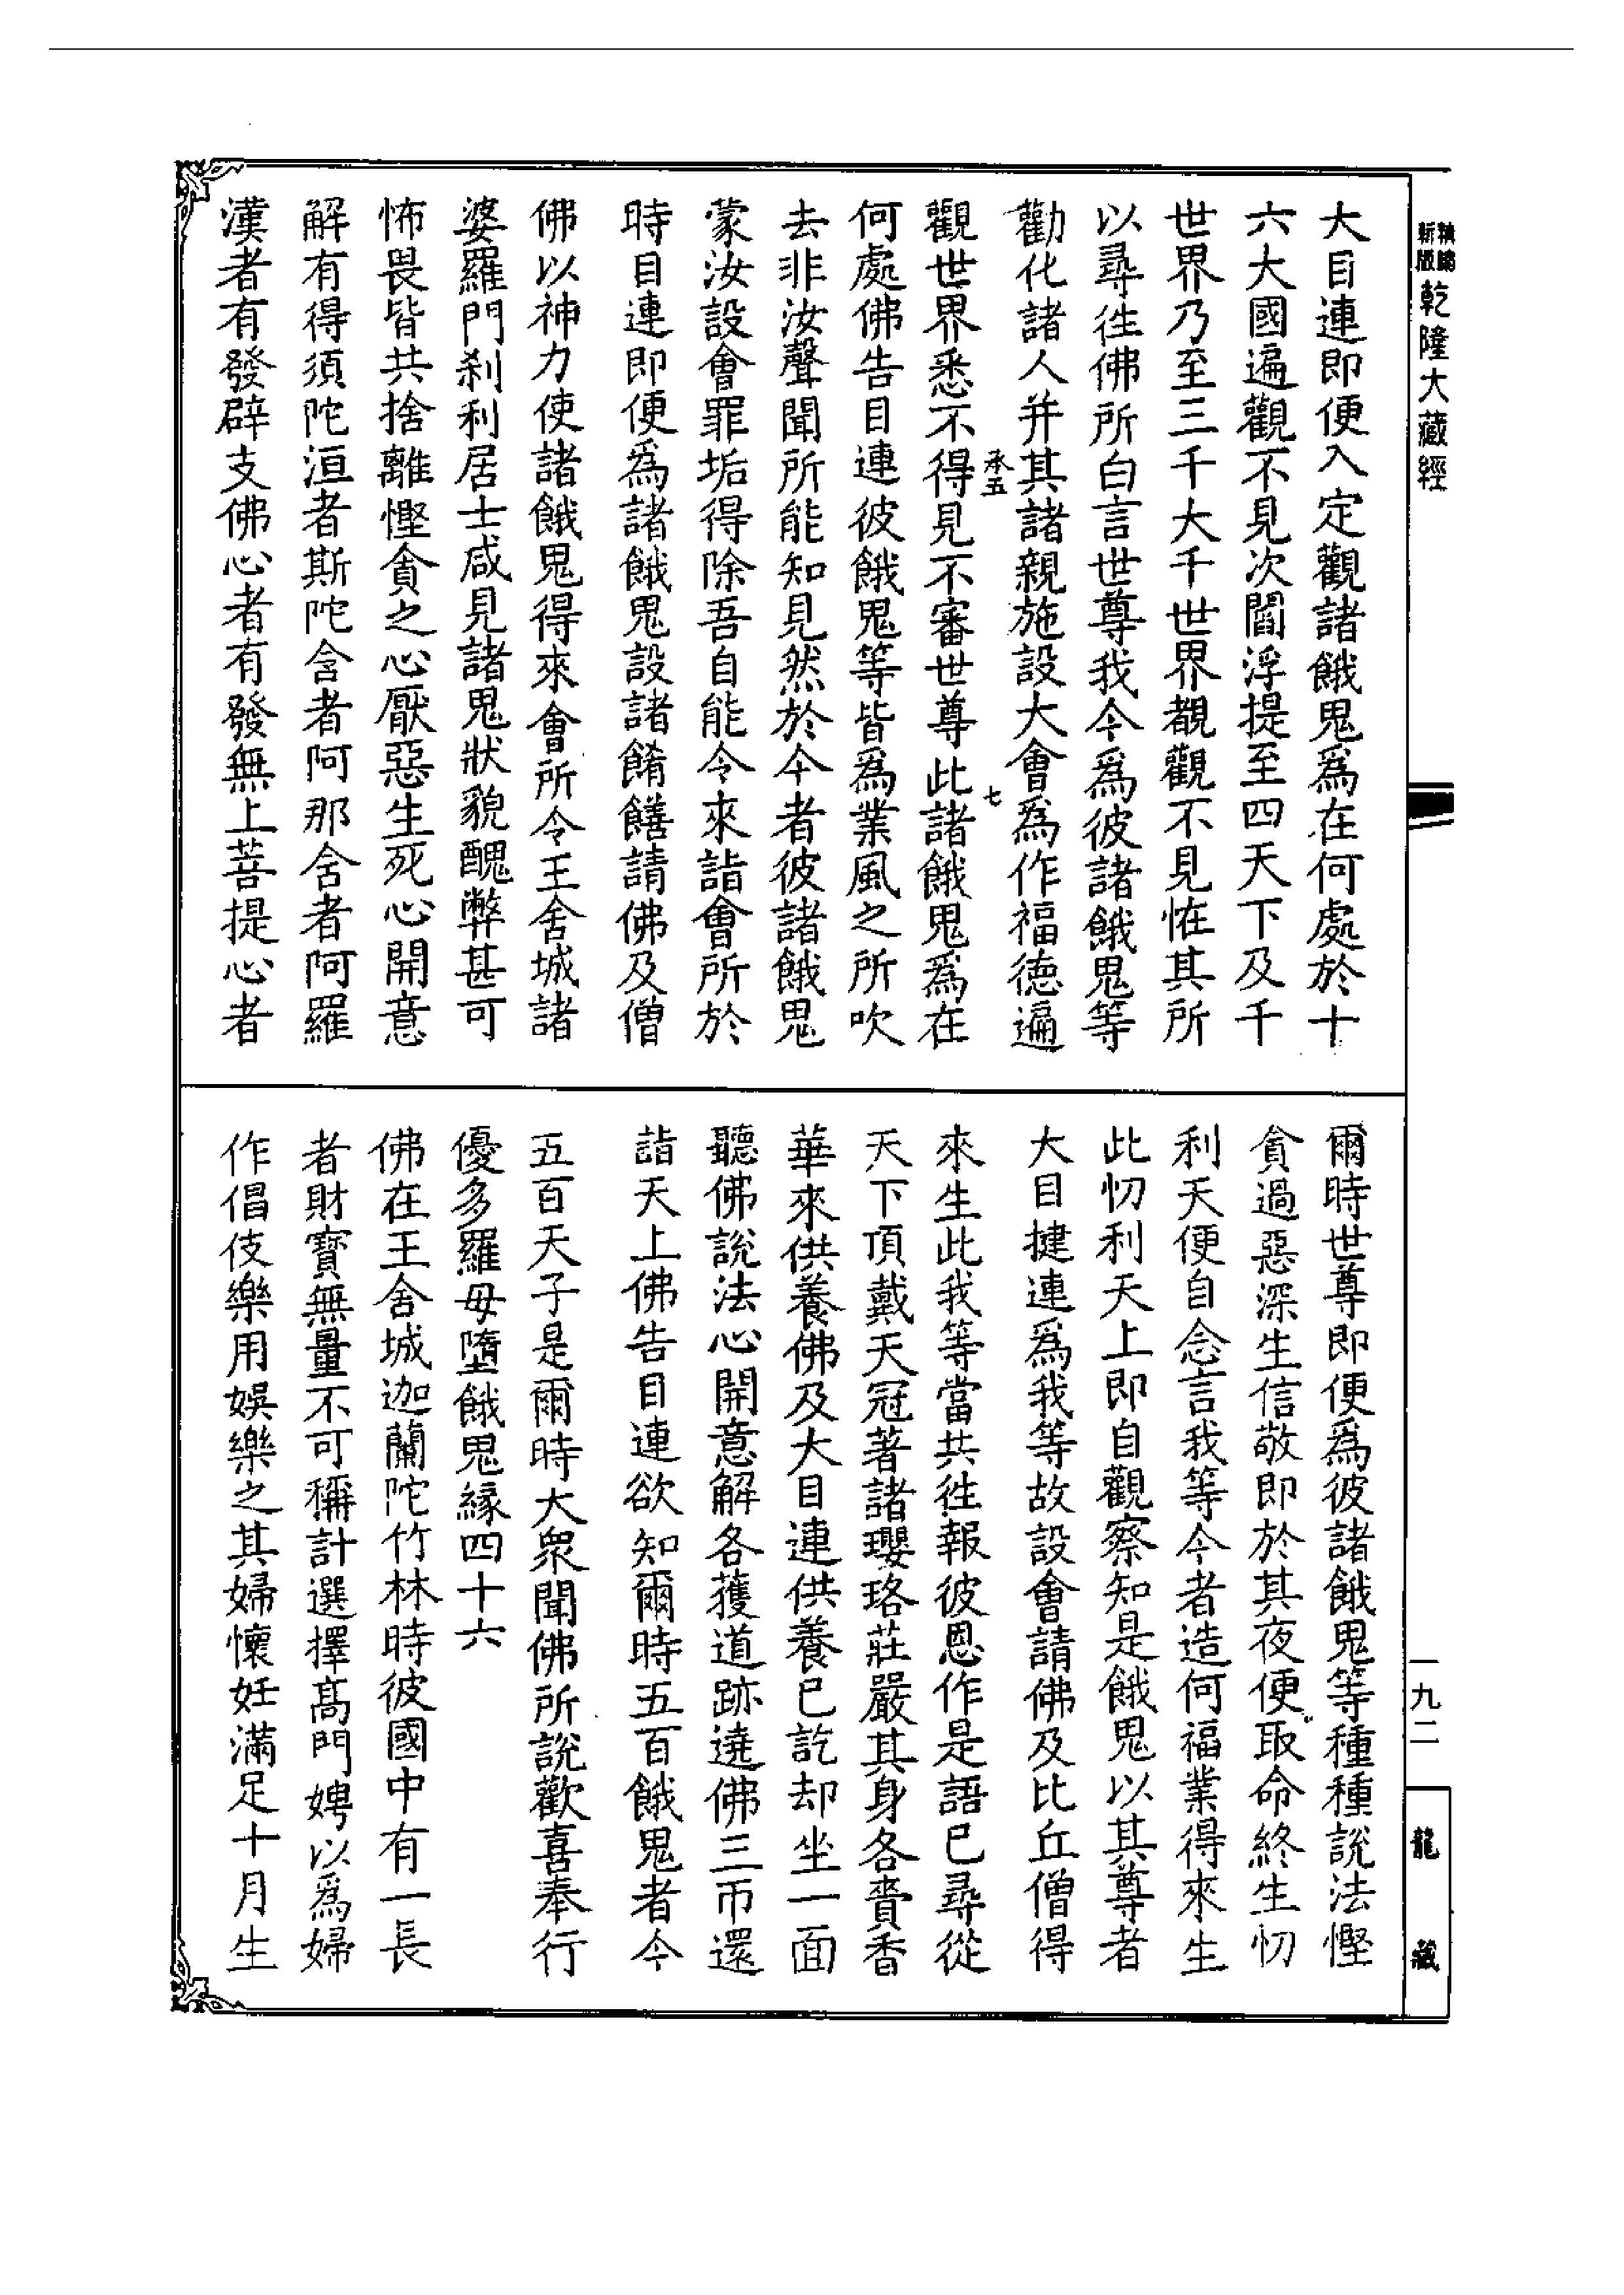 新版
精縮
乾隆大藏經
大目連即便入定觀諸餓鬼為在何處於十
六大國遍觀不見次閻浮提至四天下及千
世界乃至三千大千世界覩觀不見恠其所
以尋往佛所白言世尊我今為彼諸餓鬼等
勸化諸人并其諸親施設大會為作福德遍
承五
七
觀世界悉不得見不審世尊此諸餓鬼為在
何處佛告目連彼餓鬼等皆為業風之所吹
去非汝聲聞所能知見然於今者彼諸餓鬼
蒙汝設會罪垢得除吾自能令來詣會所於
時目連即便為諸餓鬼設諸餚饍請佛及僧
佛以神力使諸餓鬼得來會所令王舍城諸
婆羅門剎利居士咸見諸鬼狀貌醜弊甚可
怖畏皆共捨離慳貪之心厭惡生死心開意
解有得須陀洹者斯陀含者阿那舍者阿羅
漢者有發辟支佛心者有發無上菩提心者
爾時世尊即便為彼諸餓鬼等種種說法慳
貪過惡深生信敬即於其夜便取命終生忉
利天便自念言我等今者造何福業得來生
此忉利天上即自觀察知是餓鬼以其尊者
大目揵連為我等故設會請佛及比丘僧得
來生此我等當共往報彼恩作是語已尋從
天下頂戴天冠著諸瓔珞莊嚴其身各賷香
華來供養佛及大目連供養已訖却坐一面
聽佛說法心開意解各獲道跡遶佛三帀還
詣天上佛告目連欲知爾時五百餓鬼者今
五百天子是爾時大眾聞佛所說歡喜奉行
優多羅母墮餓鬼緣四十六
佛在王舍城迦蘭陀竹林時彼國中有一長
者財寶無量不可稱計選擇高門娉以為婦
作倡伎樂用娛樂之其婦懷妊滿足十月生
一九二
龍藏